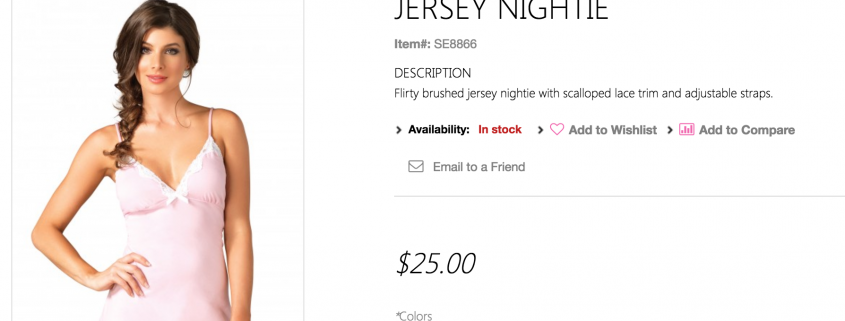 JERSEY NIGHTIE
Item#: SE8866
DESCRIPTION
Flirty brushed jersey nightie with scalloped lace trim and adjustable straps.
Availability: In stock Add to Wishlist Add to Compare
Email to a Friend
$25.00
*Colors